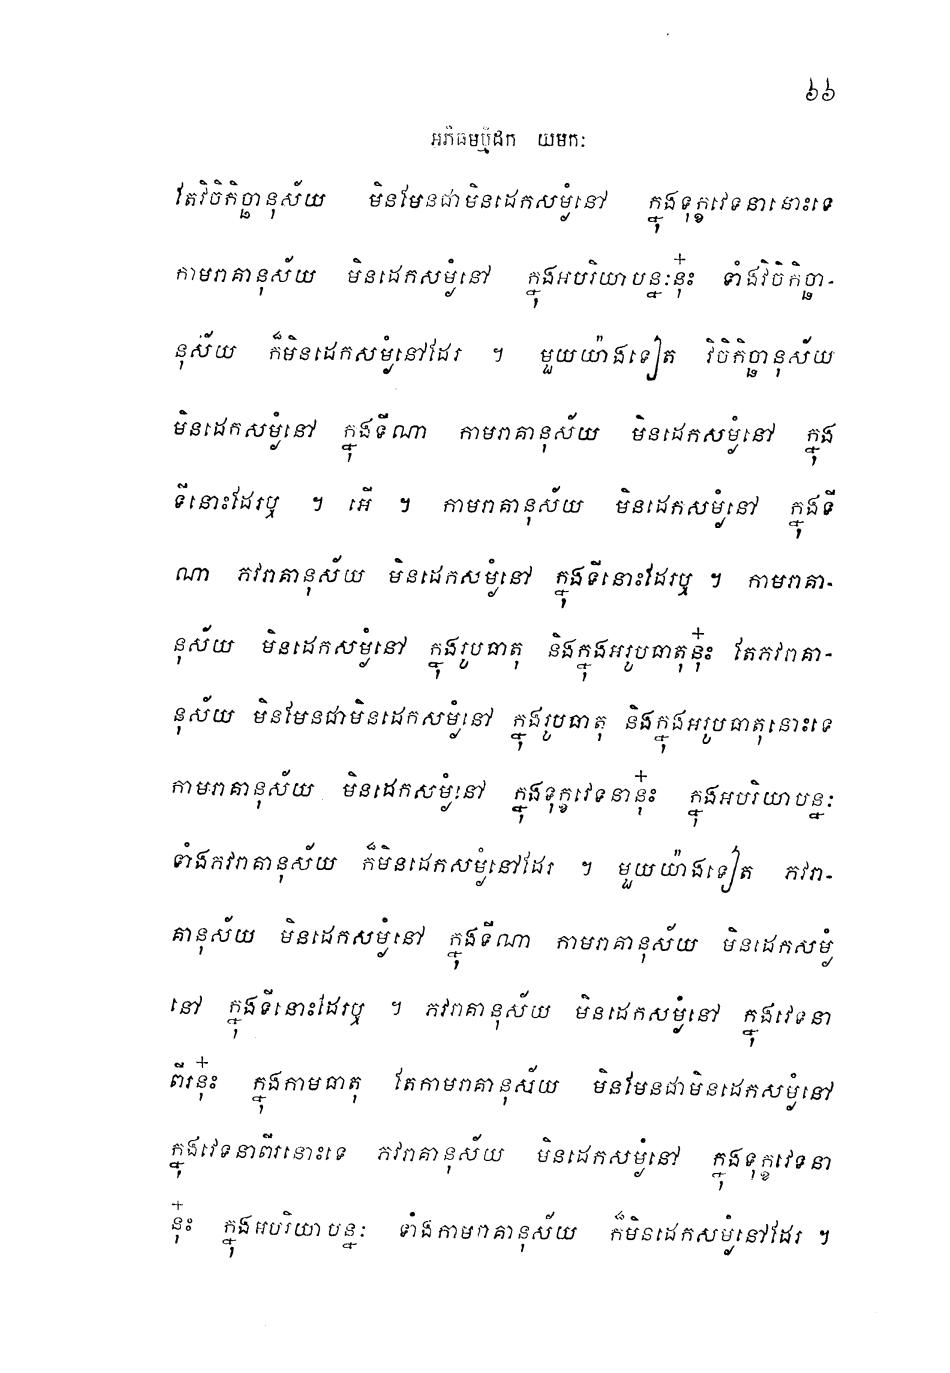 ៦៦
អភិធម្មបិដក យមកៈ
តែវិចិកិច្ឆានុស័យ មិនមែនជាមិនដេកសម្ងំនៅ ក្នុងទុក្ខវេទនានោះទេ
កាមរាគានុស័យ មិនដេកសម្ងំនៅ ក្នុងអបរិយាបន្នៈនុ៎ះ ទាំងវិចិកិច្ឆា-
នុស័យ ក៏មិនដេកសម្ងំនៅដែរ ។ មួយយ៉ាងទៀត វិចិកិច្ឆានុស័យ
មិនដេកសម្ងំនៅ ក្នុងទីណា កាមរាគានុស័យ មិនដេកសម្ងំនៅ ក្នុង
ទីនោះដែរឬ ។ អើ ។ កាមរាគានុស័យ មិនដេកសម្ងំនៅ ក្នុងទី
ណា ភវរាគានុស័យ មិនដេកសម្ងំនៅ ក្នុងទីនោះដែរឬ ។ កាមរាគា-
នុស័យ មិនដេកសម្ងំនៅ ក្នុងរូបធាតុ និងក្នុងអរូបធាតុនុ៎ះ តែភវរាគា-
នុស័យ មិនមែនជាមិនដេកសម្ងំនៅ ក្នុងរូបធាតុ និងក្នុងអរូបធាតុនោះទេ
កាមរាគានុស័យ មិនដេកសម្ងំនៅ ក្នុងទុក្ខវេទនានុ៎ះ ក្នុងអបរិយាបន្នៈ
ទាំងភវរាគានុស័យ ក៏មិនដេកសម្ងំនៅដែរ ។ មួយយ៉ាងទៀត ភវរា-
គានុស័យ មិនដេកសម្ងំនៅ ក្នុងទីណា កាមរាគានុស័យ មិនដេកសម្ងំ
នៅ ក្នុងទីនោះដែរឬ ។ ភវរាគានុស័យ មិនដេកសម្ងំនៅ ក្នុងវេទនា
ពីរនុ៎ះ ក្នុងកាមធាតុ តែកាមរាគានុស័យ មិនមែនជាមិនដេកសម្ងំនៅ
ក្នុងវេទនាពីរនោះទេ ភវរាគានុស័យ មិនដេកសម្ងំនៅ ក្នុងទុក្ខវេទនា
នុ៎ះ ក្នុងអបរិយាបន្នៈ ទាំងកាមរាគានុស័យ ក៏មិនដេកសម្ងំនៅដែរ ។